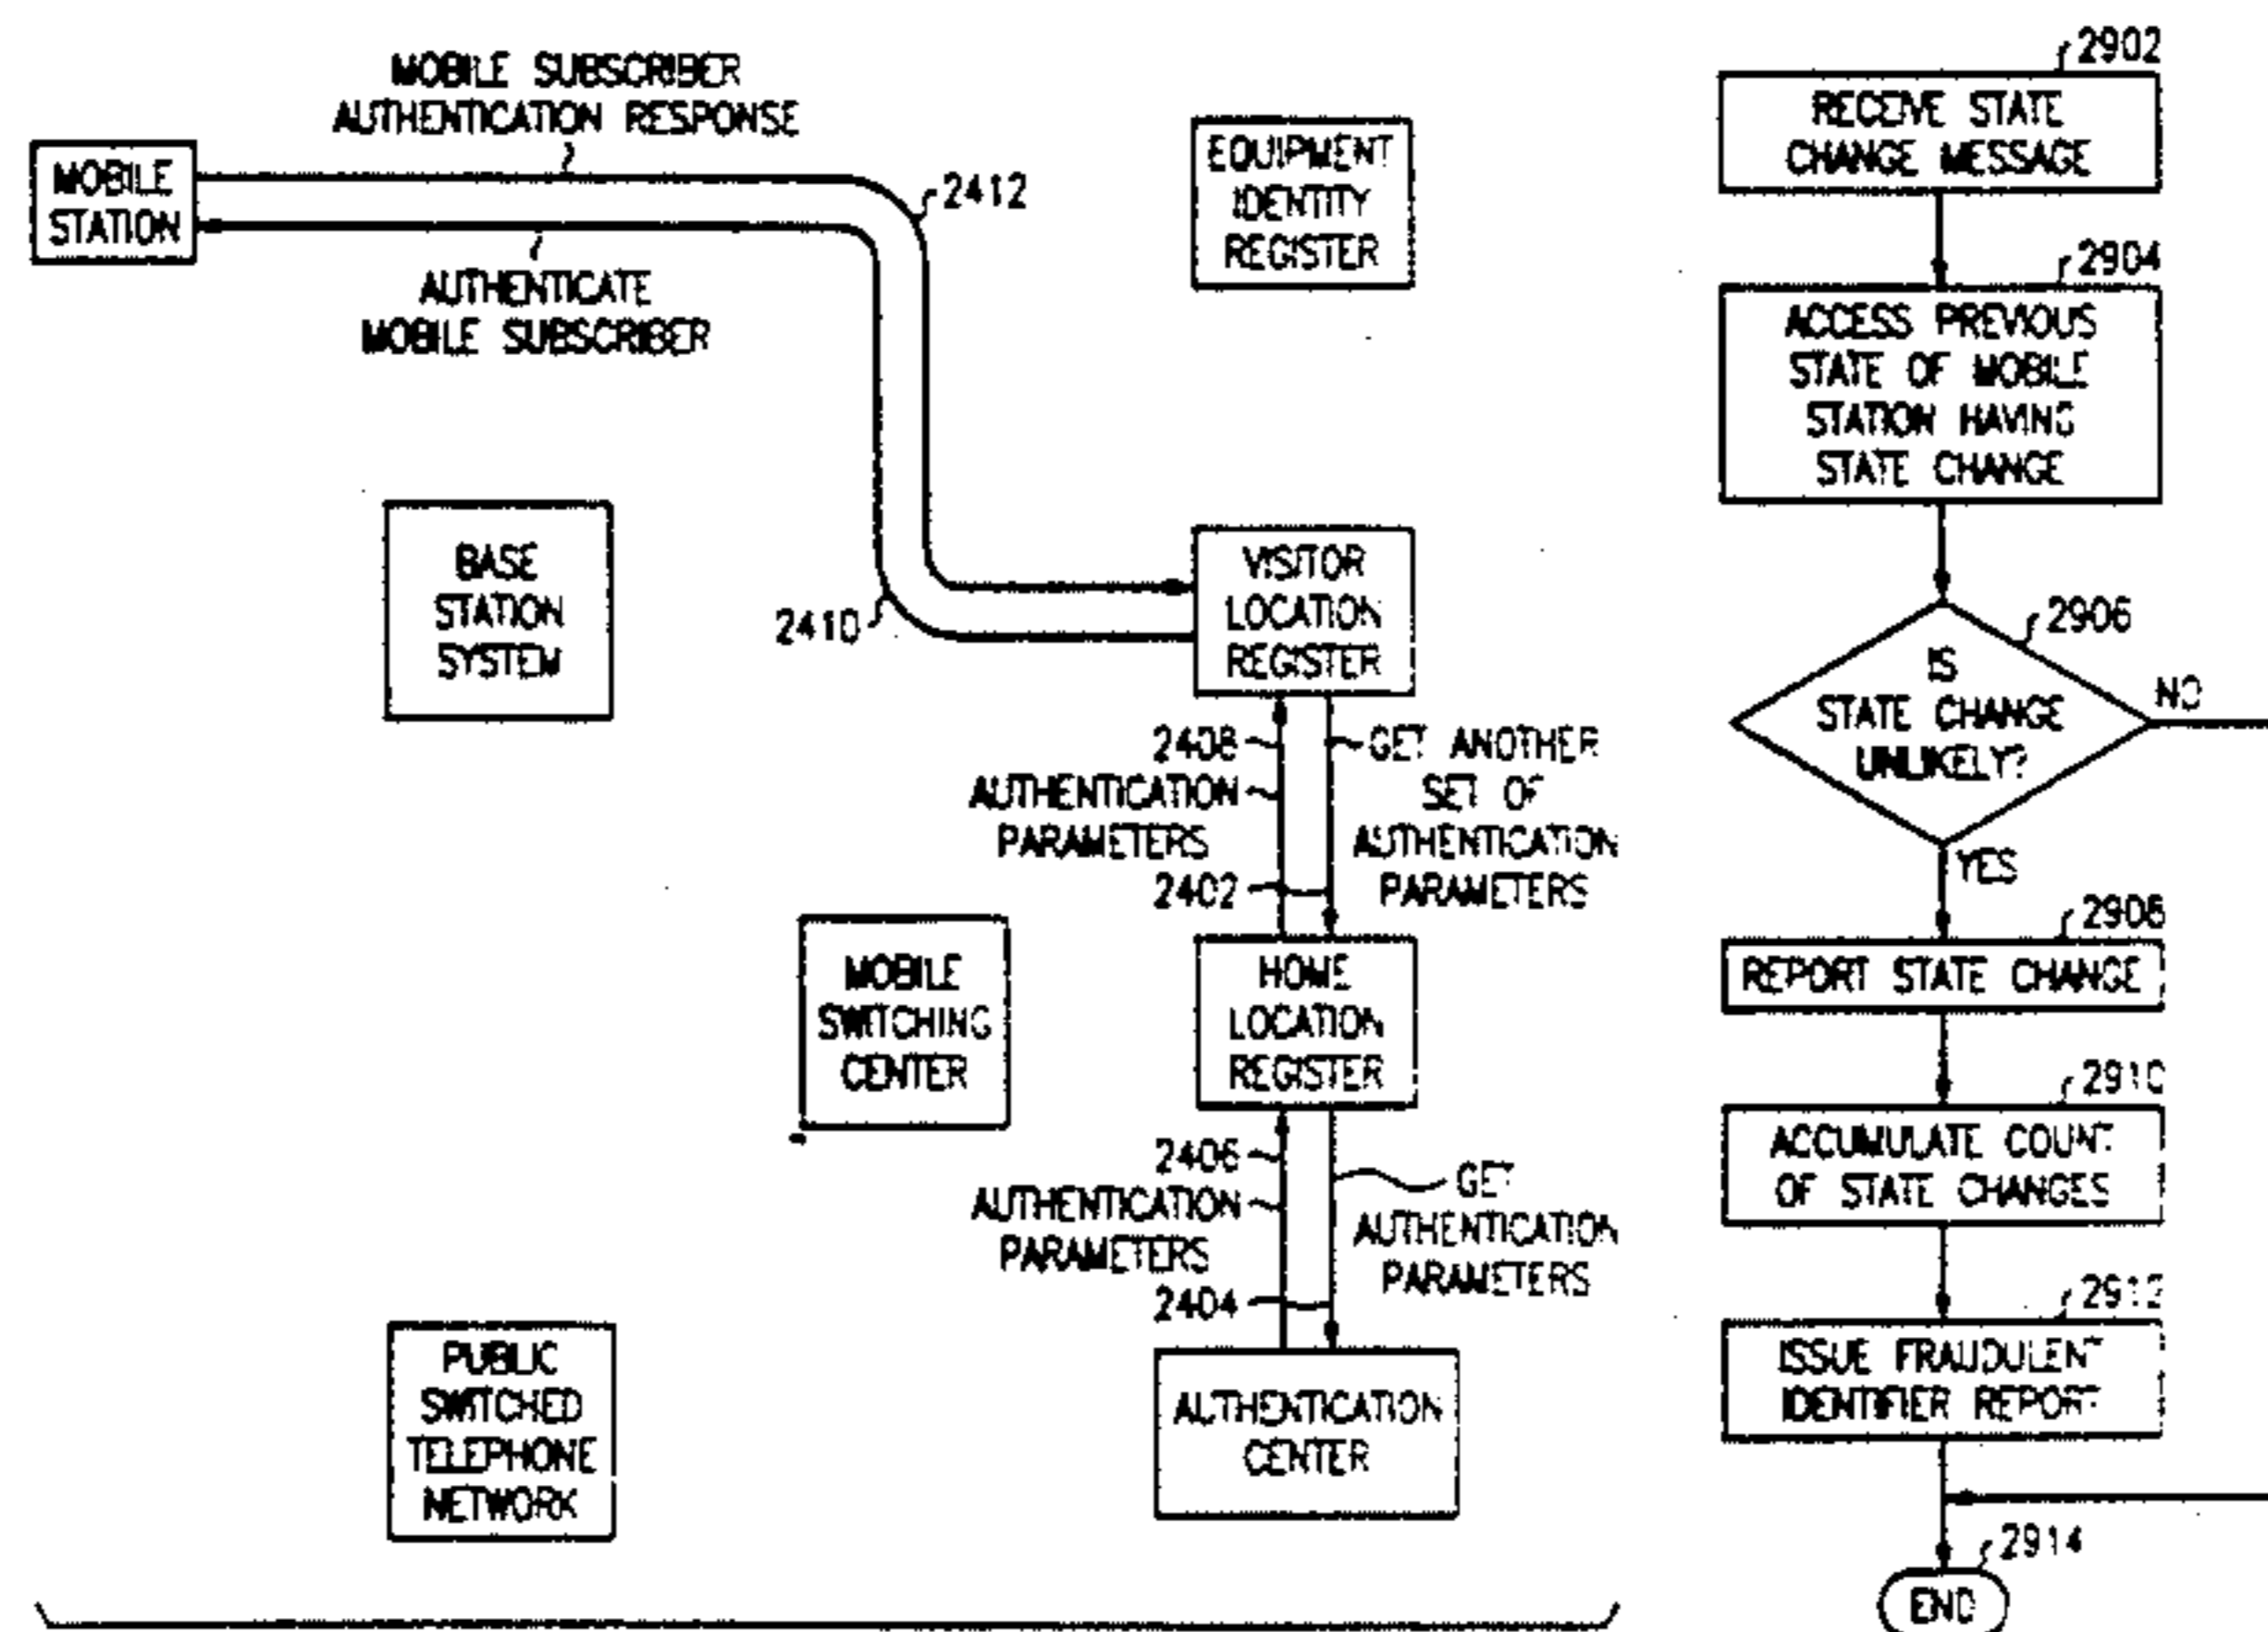 MOBILE SUBSCRIBER
AUTHENTICATION RESPONSE
MOBILE
STATION
2412
AUTHENTICATE
MOBILE SUBSCRIBER
EQUIPMENT
IDENTITY
REGISTER
BASE
STATION
SYSTEM
2410
VISITOR
LOCATION
REGISTER
2408
AUTHENTICATION
PARAMETERS
2402
GET ANOTHER
SET OF
AUTHENTICATION
PARAMETERS
MOBILE
SWITCHING
CENTER
HOME
LOCATION
REGISTER
2406
AUTHENTICATION
PARAMETERS
2404
GET
AUTHENTICATION
PARAMETERS
PUBLIC
SWITCHED
TELEPHONE
NETWORK
AUTHENTICATION
CENTER
2902
RECEIVE STATE
CHANGE MESSAGE
2904
ACCESS PREVIOUS
STATE OF MOBILE
STATION HAVING
STATE CHANGE
2906
IS
STATE CHANGE
UNLIKELY?
NO
YES
2908
REPORT STATE CHANGE
2910
ACCUMULATE COUNT
OF STATE CHANGES
2912
ISSUE FRAUDULENT
IDENTIFIER REPORT
2914
END